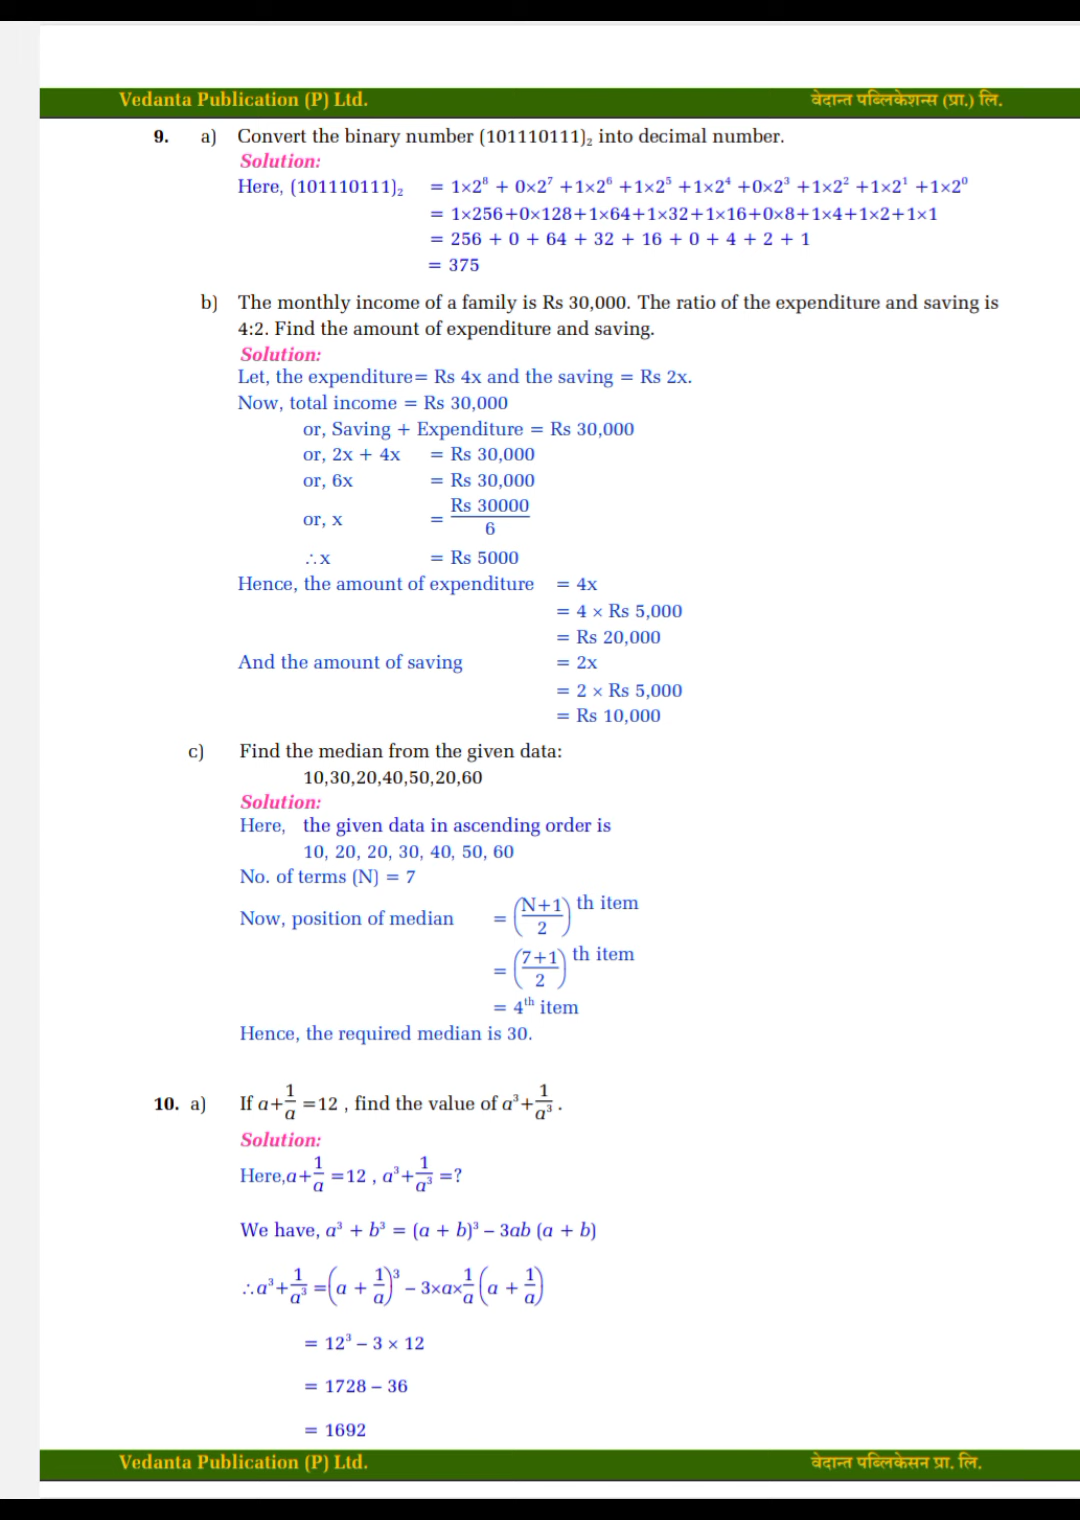 Vedanta Publication (P) Ltd. वेदान्त पब्लिकेशन्स (प्रा.) लि.
9. a) Convert the binary number (101110111)₂ into decimal number.
Solution:
Here, (101110111)₂ = 1×2⁸ + 0×2⁷ +1×2⁶ +1×2⁵ +1×2⁴ +0×2³ +1×2² +1×2¹ +1×2⁰
= 1×256+0×128+1×64+1×32+1×16+0×8+1×4+1×2+1×1
= 256 + 0 + 64 + 32 + 16 + 0 + 4 + 2 + 1
= 375
b) The monthly income of a family is Rs 30,000. The ratio of the expenditure and saving is
4:2. Find the amount of expenditure and saving.
Solution:
Let, the expenditure= Rs 4x and the saving = Rs 2x.
Now, total income = Rs 30,000
or, Saving + Expenditure = Rs 30,000
or, 2x + 4x = Rs 30,000
or, 6x = Rs 30,000
or, x = Rs 30000/6
∴x = Rs 5000
Hence, the amount of expenditure = 4x
= 4 × Rs 5,000
= Rs 20,000
And the amount of saving = 2x
= 2 × Rs 5,000
= Rs 10,000
c) Find the median from the given data:
10,30,20,40,50,20,60
Solution:
Here, the given data in ascending order is
10, 20, 20, 30, 40, 50, 60
No. of terms (N) = 7
Now, position of median = ((N+1)/2) th item
= ((7+1)/2) th item
= 4ᵗʰ item
Hence, the required median is 30.
10. a) If a+1/a =12 , find the value of a³+1/a³ .
Solution:
Here,a+1/a =12 , a³+1/a³ =?
We have, a³ + b³ = (a + b)³ – 3ab (a + b)
∴a³+1/a³ =(a + 1/a)³ – 3×a×1/a(a + 1/a)
= 12³ – 3 × 12
= 1728 – 36
= 1692
Vedanta Publication (P) Ltd. वेदान्त पब्लिकेसन प्रा. लि.